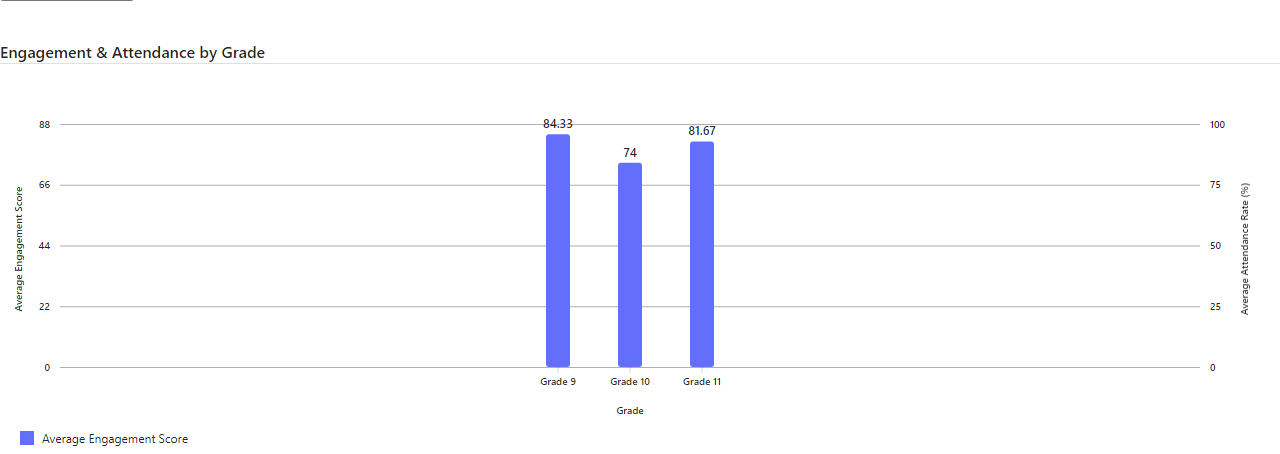 Engagement & Attendance by Grade
88
66
44
22
0
Average Engagement Score
84.33
74
81.67
100
75
50
25
0
Average Attendance Rate (%)
Grade 9
Grade 10
Grade 11
Grade
Average Engagement Score